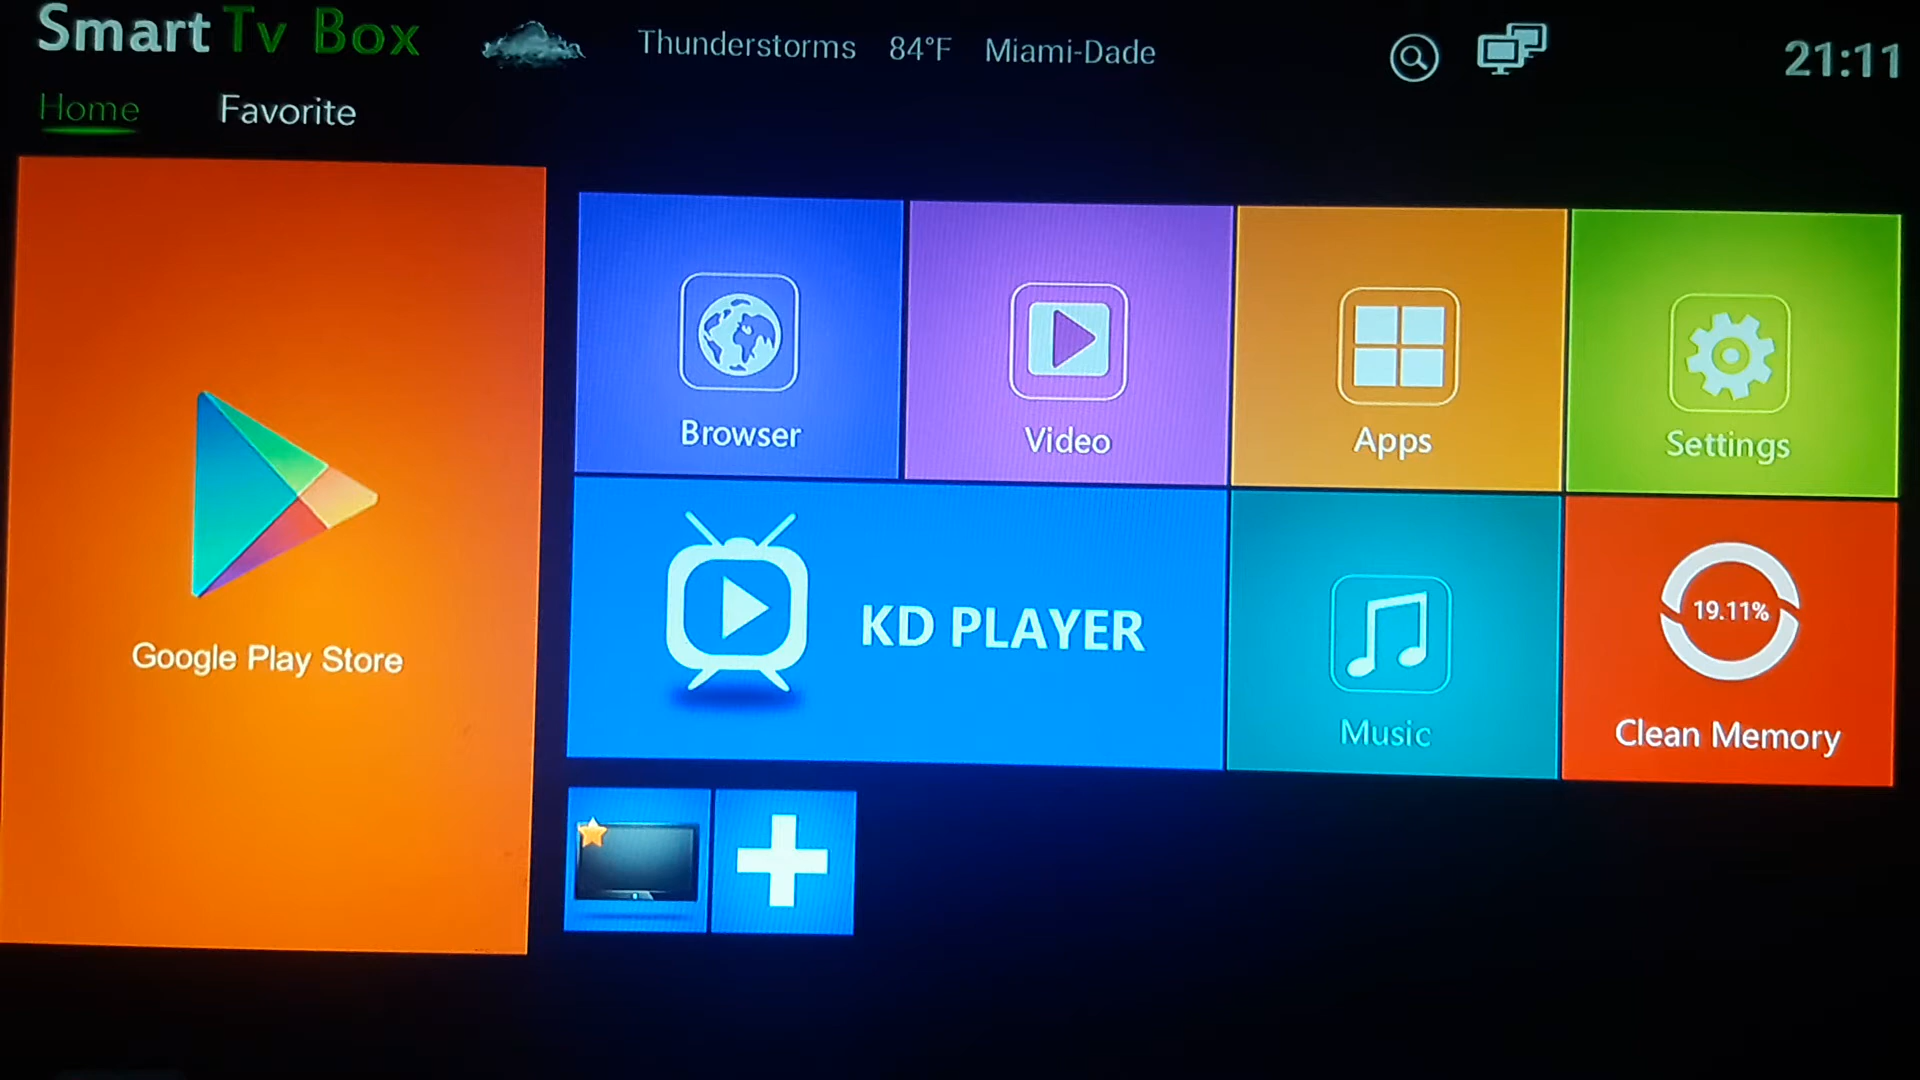 Smart Tv Box
Thunderstorms 84°F Miami-Dade
21:11
Home Favorite
Google Play Store
Browser
Video
Apps
Settings
KD PLAYER
Music
19.11%
Clean Memory